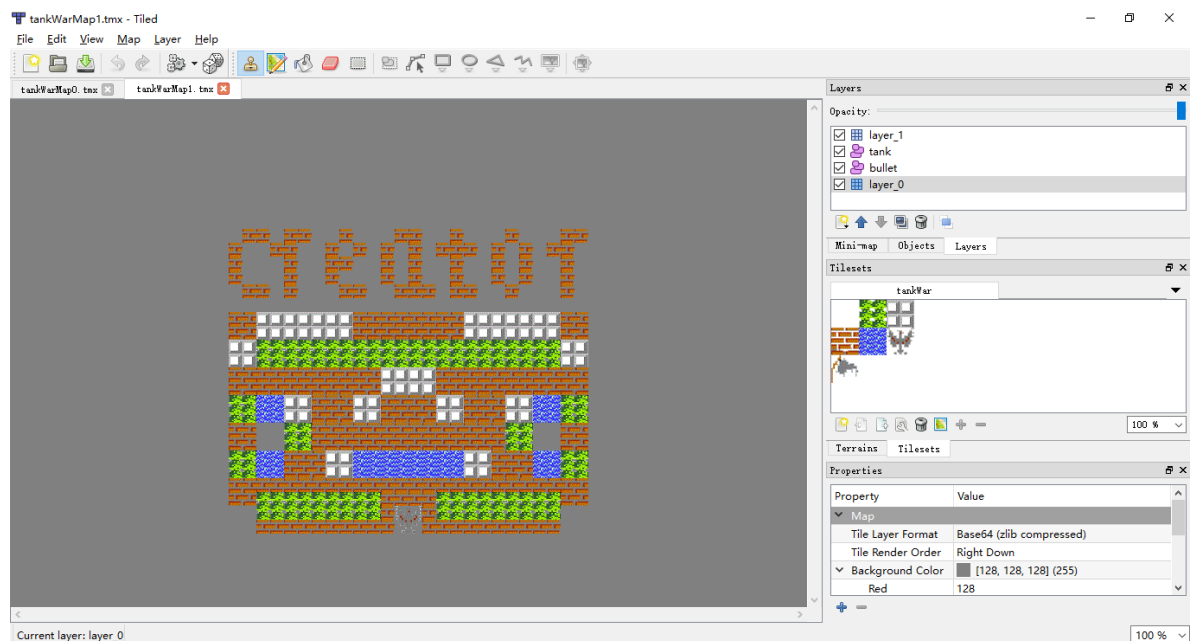 tankWarMap1.tmx - Tiled
File Edit View Map Layer Help
tankWarMap0.tmx tankWarMap1.tmx
Creator
Layers
Opacity:
layer_1
tank
bullet
layer_0
Mini-map Objects Layers
Tilesets
tankWar
100 %
Terrains Tilesets
Properties
Property Value
Map
Tile Layer Format Base64 (zlib compressed)
Tile Render Order Right Down
Background Color [128, 128, 128] (255)
Red 128
Current layer: layer_0
100 %